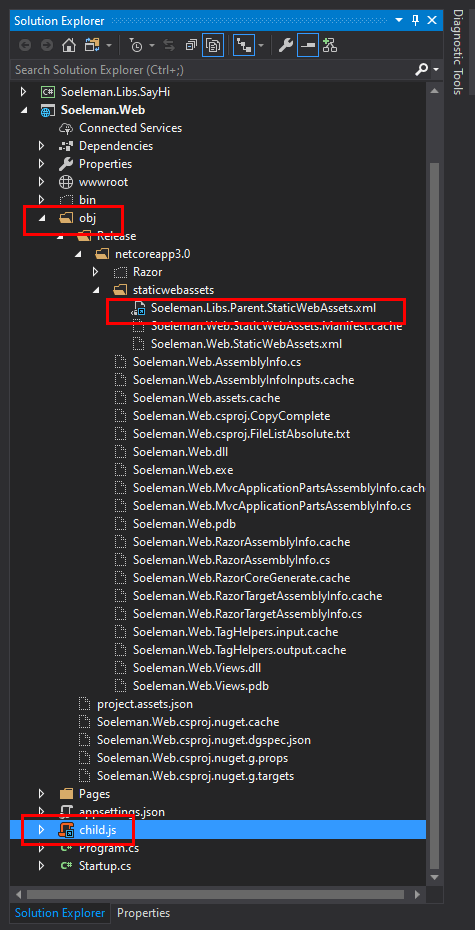 Solution Explorer
Diagnostic Tools
Search Solution Explorer (Ctrl+;)
C# Soeleman.Libs.SayHi
Soeleman.Web
Connected Services
Dependencies
Properties
wwwroot
bin
obj
Release
netcoreapp3.0
Razor
staticwebassets
Soeleman.Libs.Parent.StaticWebAssets.xml
Soeleman.Web.StaticWebAssets.Manifest.cache
Soeleman.Web.StaticWebAssets.xml
Soeleman.Web.AssemblyInfo.cs
Soeleman.Web.AssemblyInfoInputs.cache
Soeleman.Web.assets.cache
Soeleman.Web.csproj.CopyComplete
Soeleman.Web.csproj.FileListAbsolute.txt
Soeleman.Web.dll
Soeleman.Web.exe
Soeleman.Web.MvcApplicationPartsAssemblyInfo.cache
Soeleman.Web.MvcApplicationPartsAssemblyInfo.cs
Soeleman.Web.pdb
Soeleman.Web.RazorAssemblyInfo.cache
Soeleman.Web.RazorAssemblyInfo.cs
Soeleman.Web.RazorCoreGenerate.cache
Soeleman.Web.RazorTargetAssemblyInfo.cache
Soeleman.Web.RazorTargetAssemblyInfo.cs
Soeleman.Web.TagHelpers.input.cache
Soeleman.Web.TagHelpers.output.cache
Soeleman.Web.Views.dll
Soeleman.Web.Views.pdb
project.assets.json
Soeleman.Web.csproj.nuget.cache
Soeleman.Web.csproj.nuget.dgspec.json
Soeleman.Web.csproj.nuget.g.props
Soeleman.Web.csproj.nuget.g.targets
Pages
appsettings.json
child.js
C# Program.cs
C# Startup.cs
Solution Explorer Properties